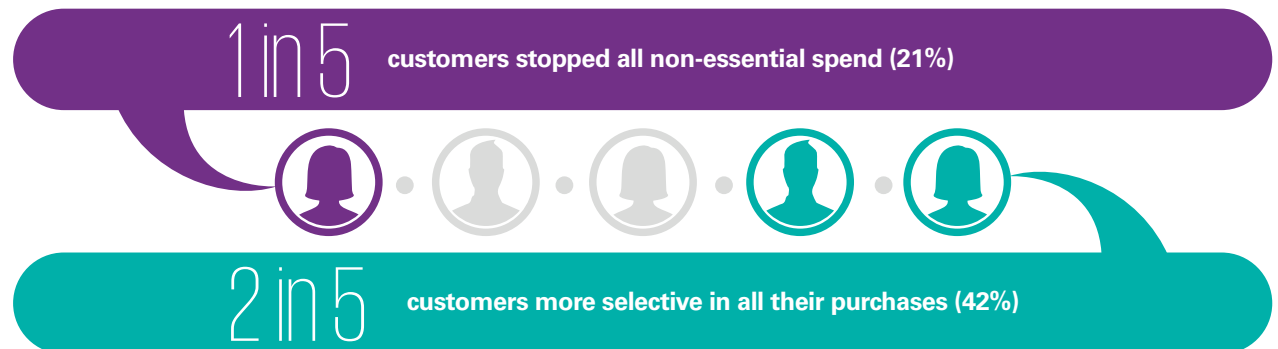 1 in 5 customers stopped all non-essential spend (21%)
2 in 5 customers more selective in all their purchases (42%)